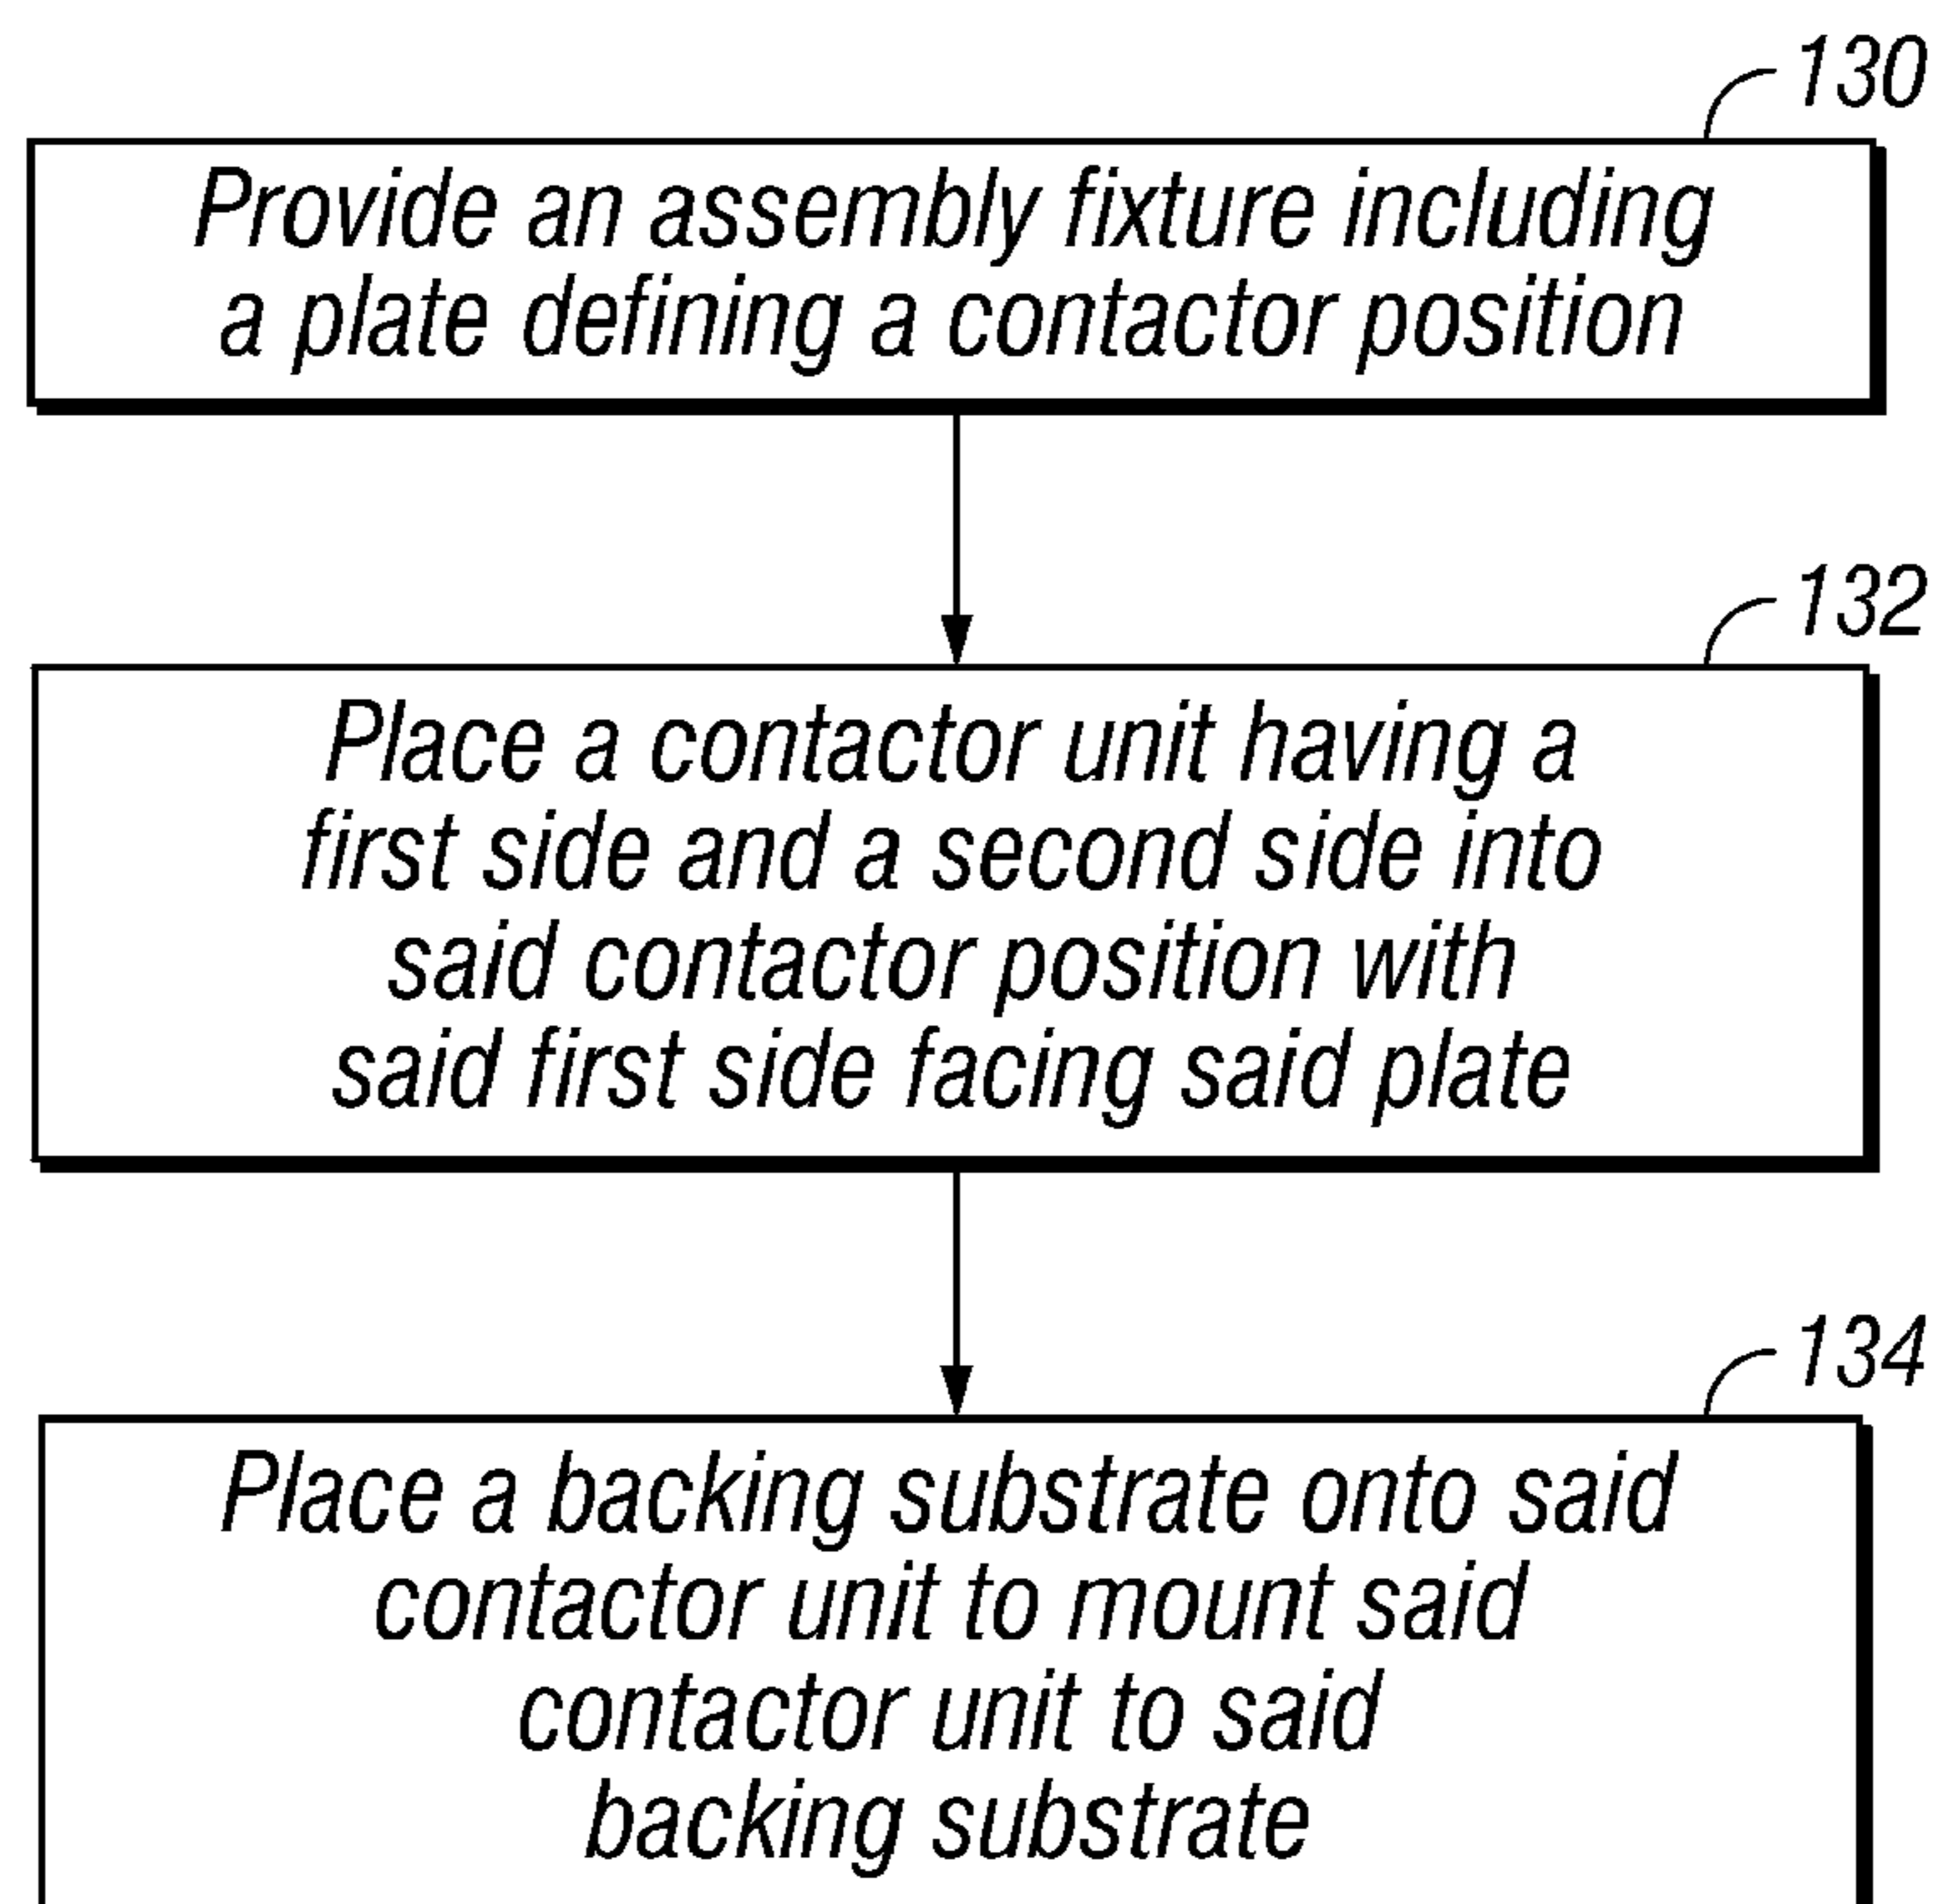 130
Provide an assembly fixture including
a plate defining a contactor position
132
Place a contactor unit having a
first side and a second side into
said contactor position with
said first side facing said plate
134
Place a backing substrate onto said
contactor unit to mount said
contactor unit to said
backing substrate